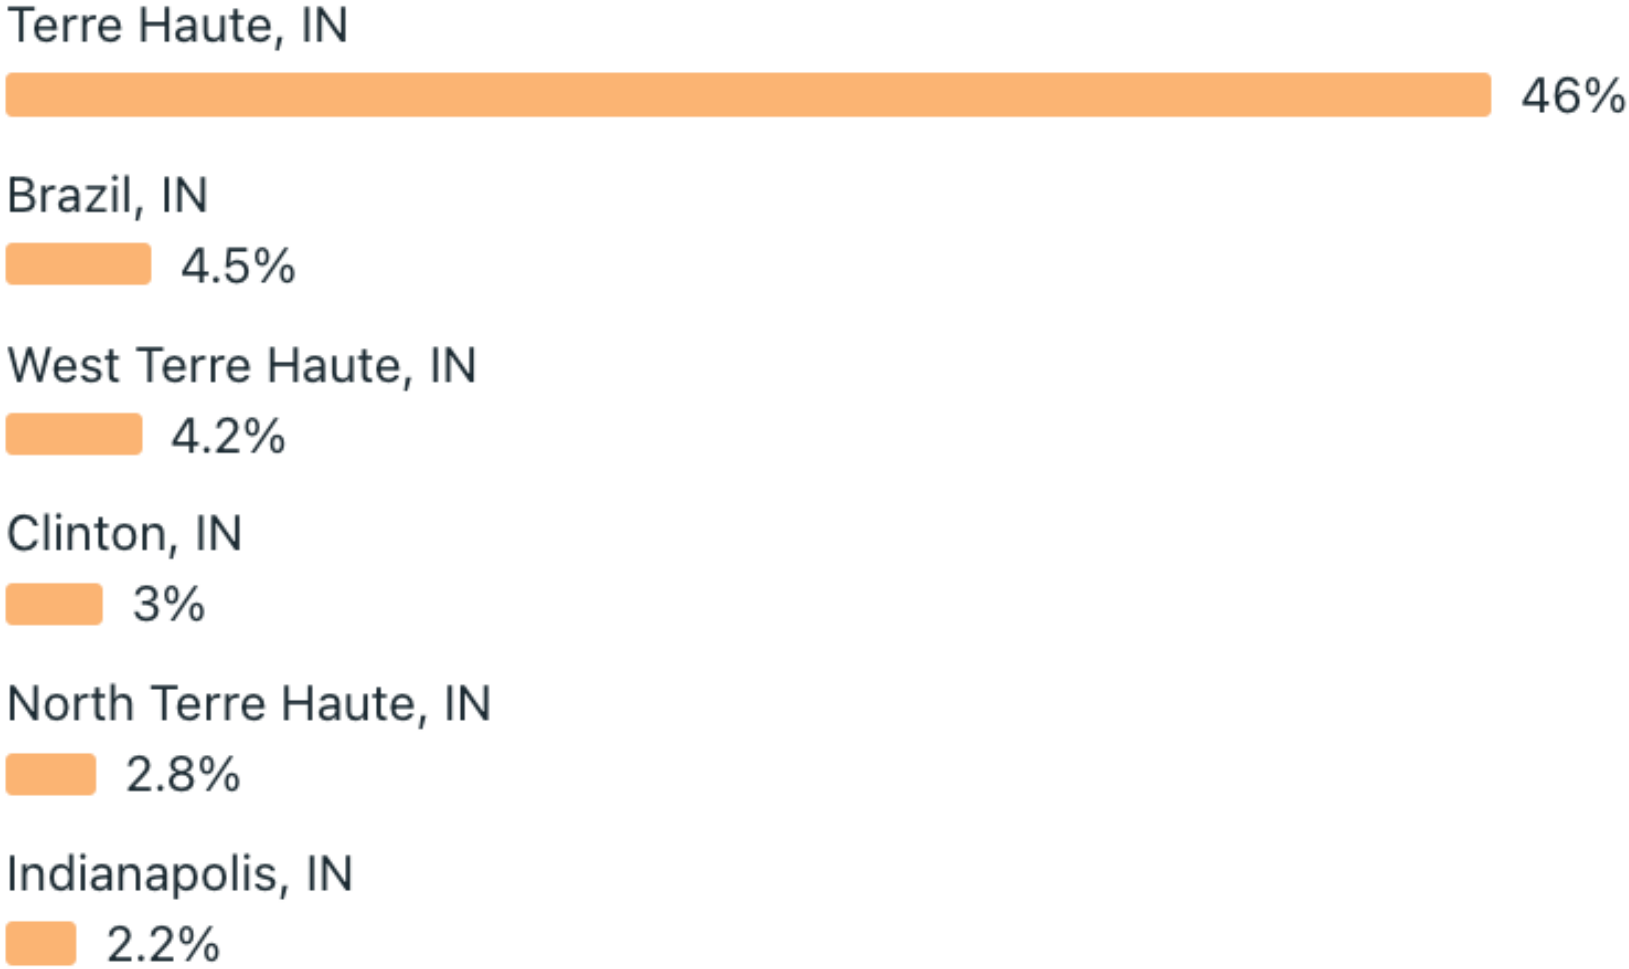 Terre Haute, IN
46%
Brazil, IN
4.5%
West Terre Haute, IN
4.2%
Clinton, IN
3%
North Terre Haute, IN
2.8%
Indianapolis, IN
2.2%